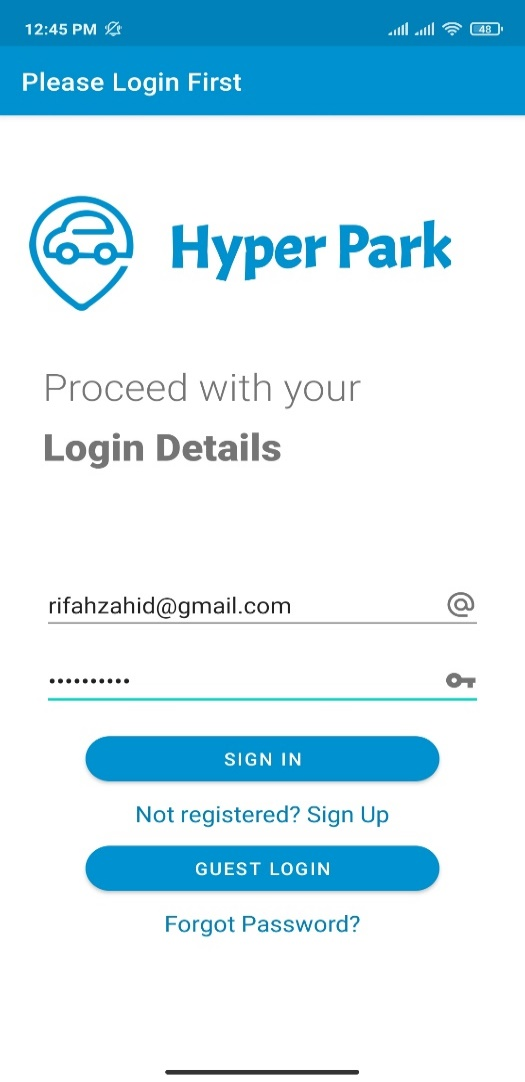 12:45 PM 48
Please Login First
Hyper Park
Proceed with your
Login Details
rifahzahid@gmail.com @
••••••••••
SIGN IN
Not registered? Sign Up
GUEST LOGIN
Forgot Password?